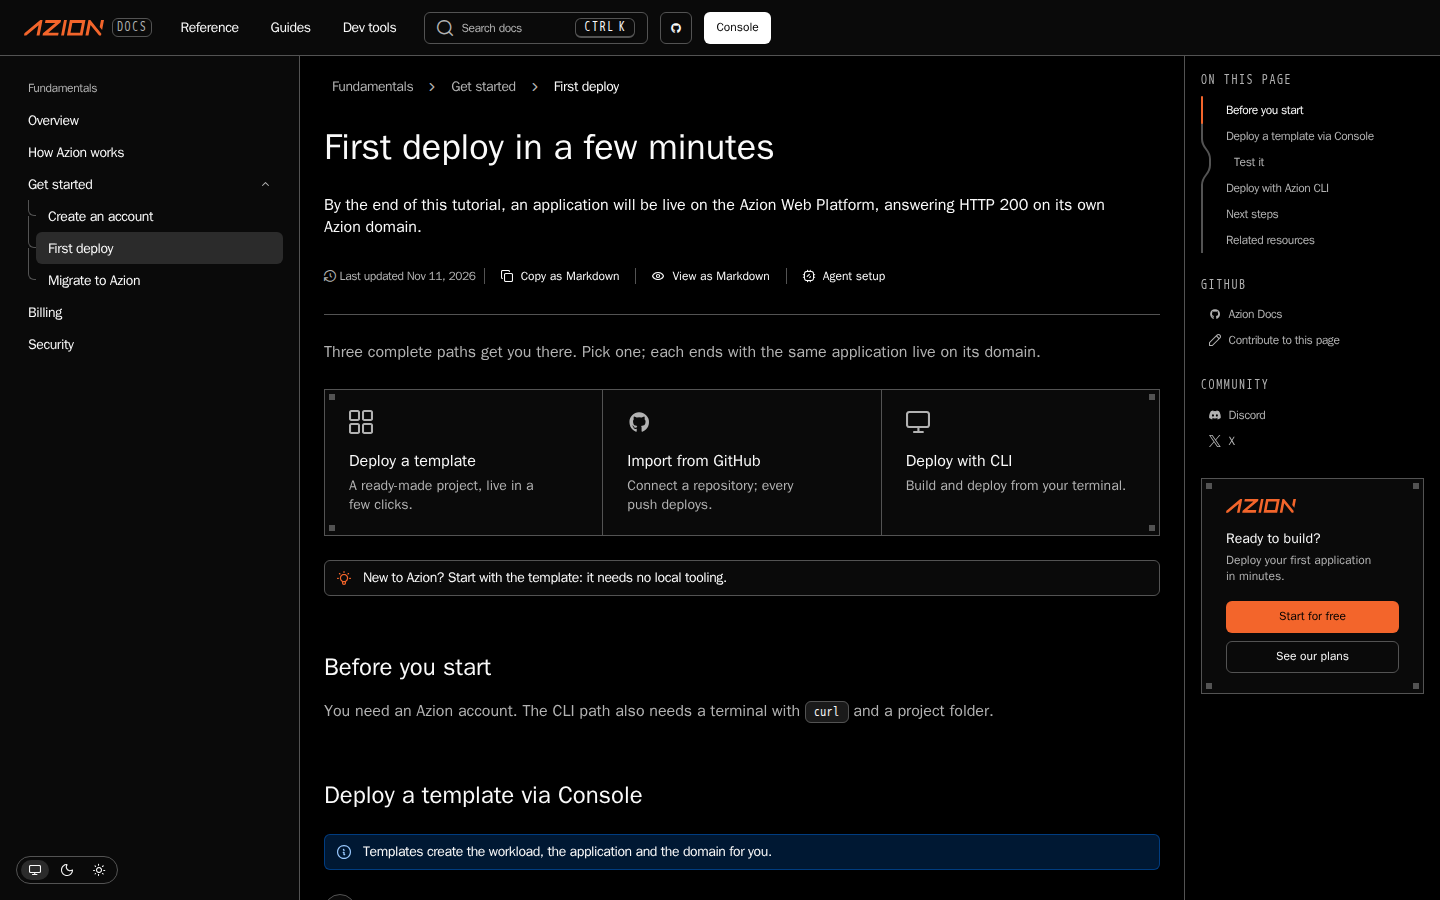 AZION DOCS Reference Guides Dev tools Search docs CTRL K Console
Fundamentals
Overview
How Azion works
Get started
Create an account
First deploy
Migrate to Azion
Billing
Security
Fundamentals > Get started > First deploy
First deploy in a few minutes
By the end of this tutorial, an application will be live on the Azion Web Platform, answering HTTP 200 on its own
Azion domain.
Last updated Nov 11, 2026 Copy as Markdown View as Markdown Agent setup
Three complete paths get you there. Pick one; each ends with the same application live on its domain.
Deploy a template
A ready-made project, live in a
few clicks.
Import from GitHub
Connect a repository; every
push deploys.
Deploy with CLI
Build and deploy from your terminal.
New to Azion? Start with the template: it needs no local tooling.
Before you start
You need an Azion account. The CLI path also needs a terminal with curl and a project folder.
Deploy a template via Console
Templates create the workload, the application and the domain for you.
ON THIS PAGE
Before you start
Deploy a template via Console
Test it
Deploy with Azion CLI
Next steps
Related resources
GITHUB
Azion Docs
Contribute to this page
COMMUNITY
Discord
X
AZION
Ready to build?
Deploy your first application
in minutes.
Start for free
See our plans